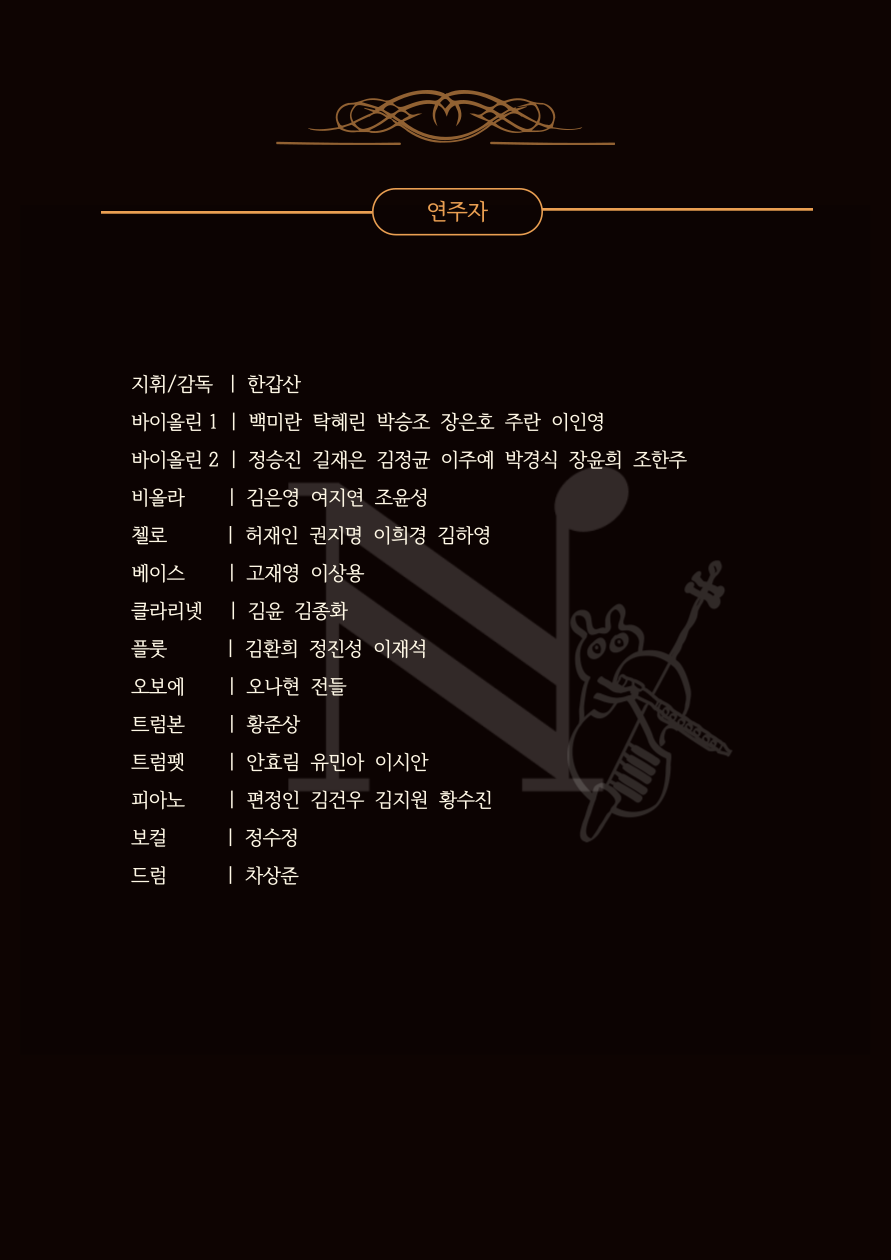 연주자
지휘/감독 | 한갑산
바이올린 1 | 백미란 탁혜린 박승조 장은호 주란 이인영
바이올린 2 | 정승진 길재은 김정균 이주예 박경식 장윤희 조한주
비올라 | 김은영 여지연 조윤성
첼로 | 허재인 권지명 이희경 김하영
베이스 | 고재영 이상용
클라리넷 | 김윤 김종화
플룻 | 김환희 정진성 이재석
오보에 | 오나현 전들
트럼본 | 황준상
트럼펫 | 안효림 유민아 이시안
피아노 | 편정인 김건우 김지원 황수진
보컬 | 정수정
드럼 | 차상준